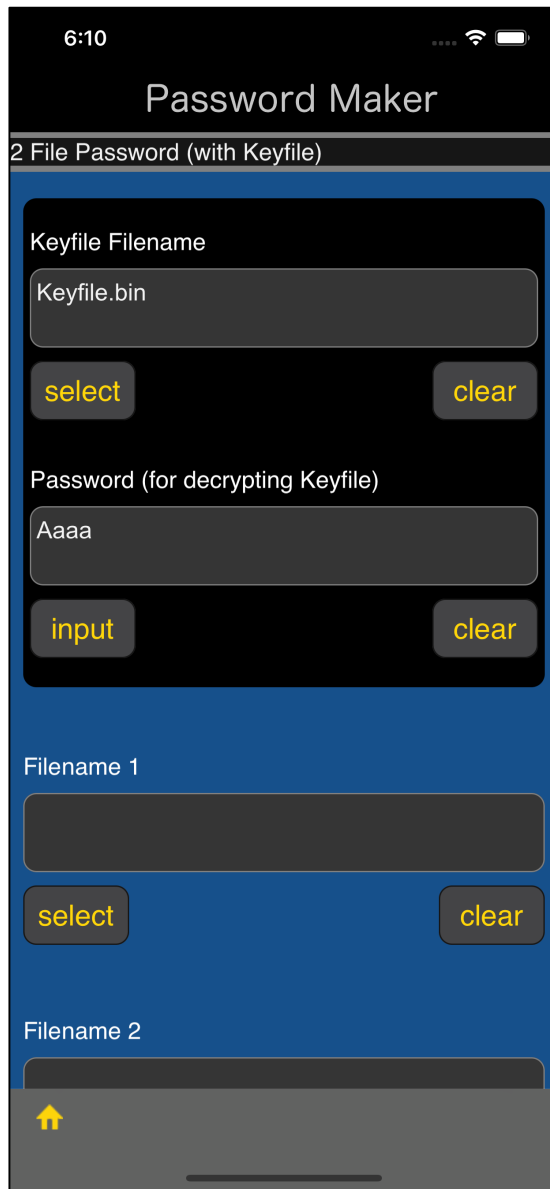 6:10
Password Maker
2 File Password (with Keyfile)
Keyfile Filename
Keyfile.bin
select clear
Password (for decrypting Keyfile)
Aaaa
input clear
Filename 1
select clear
Filename 2